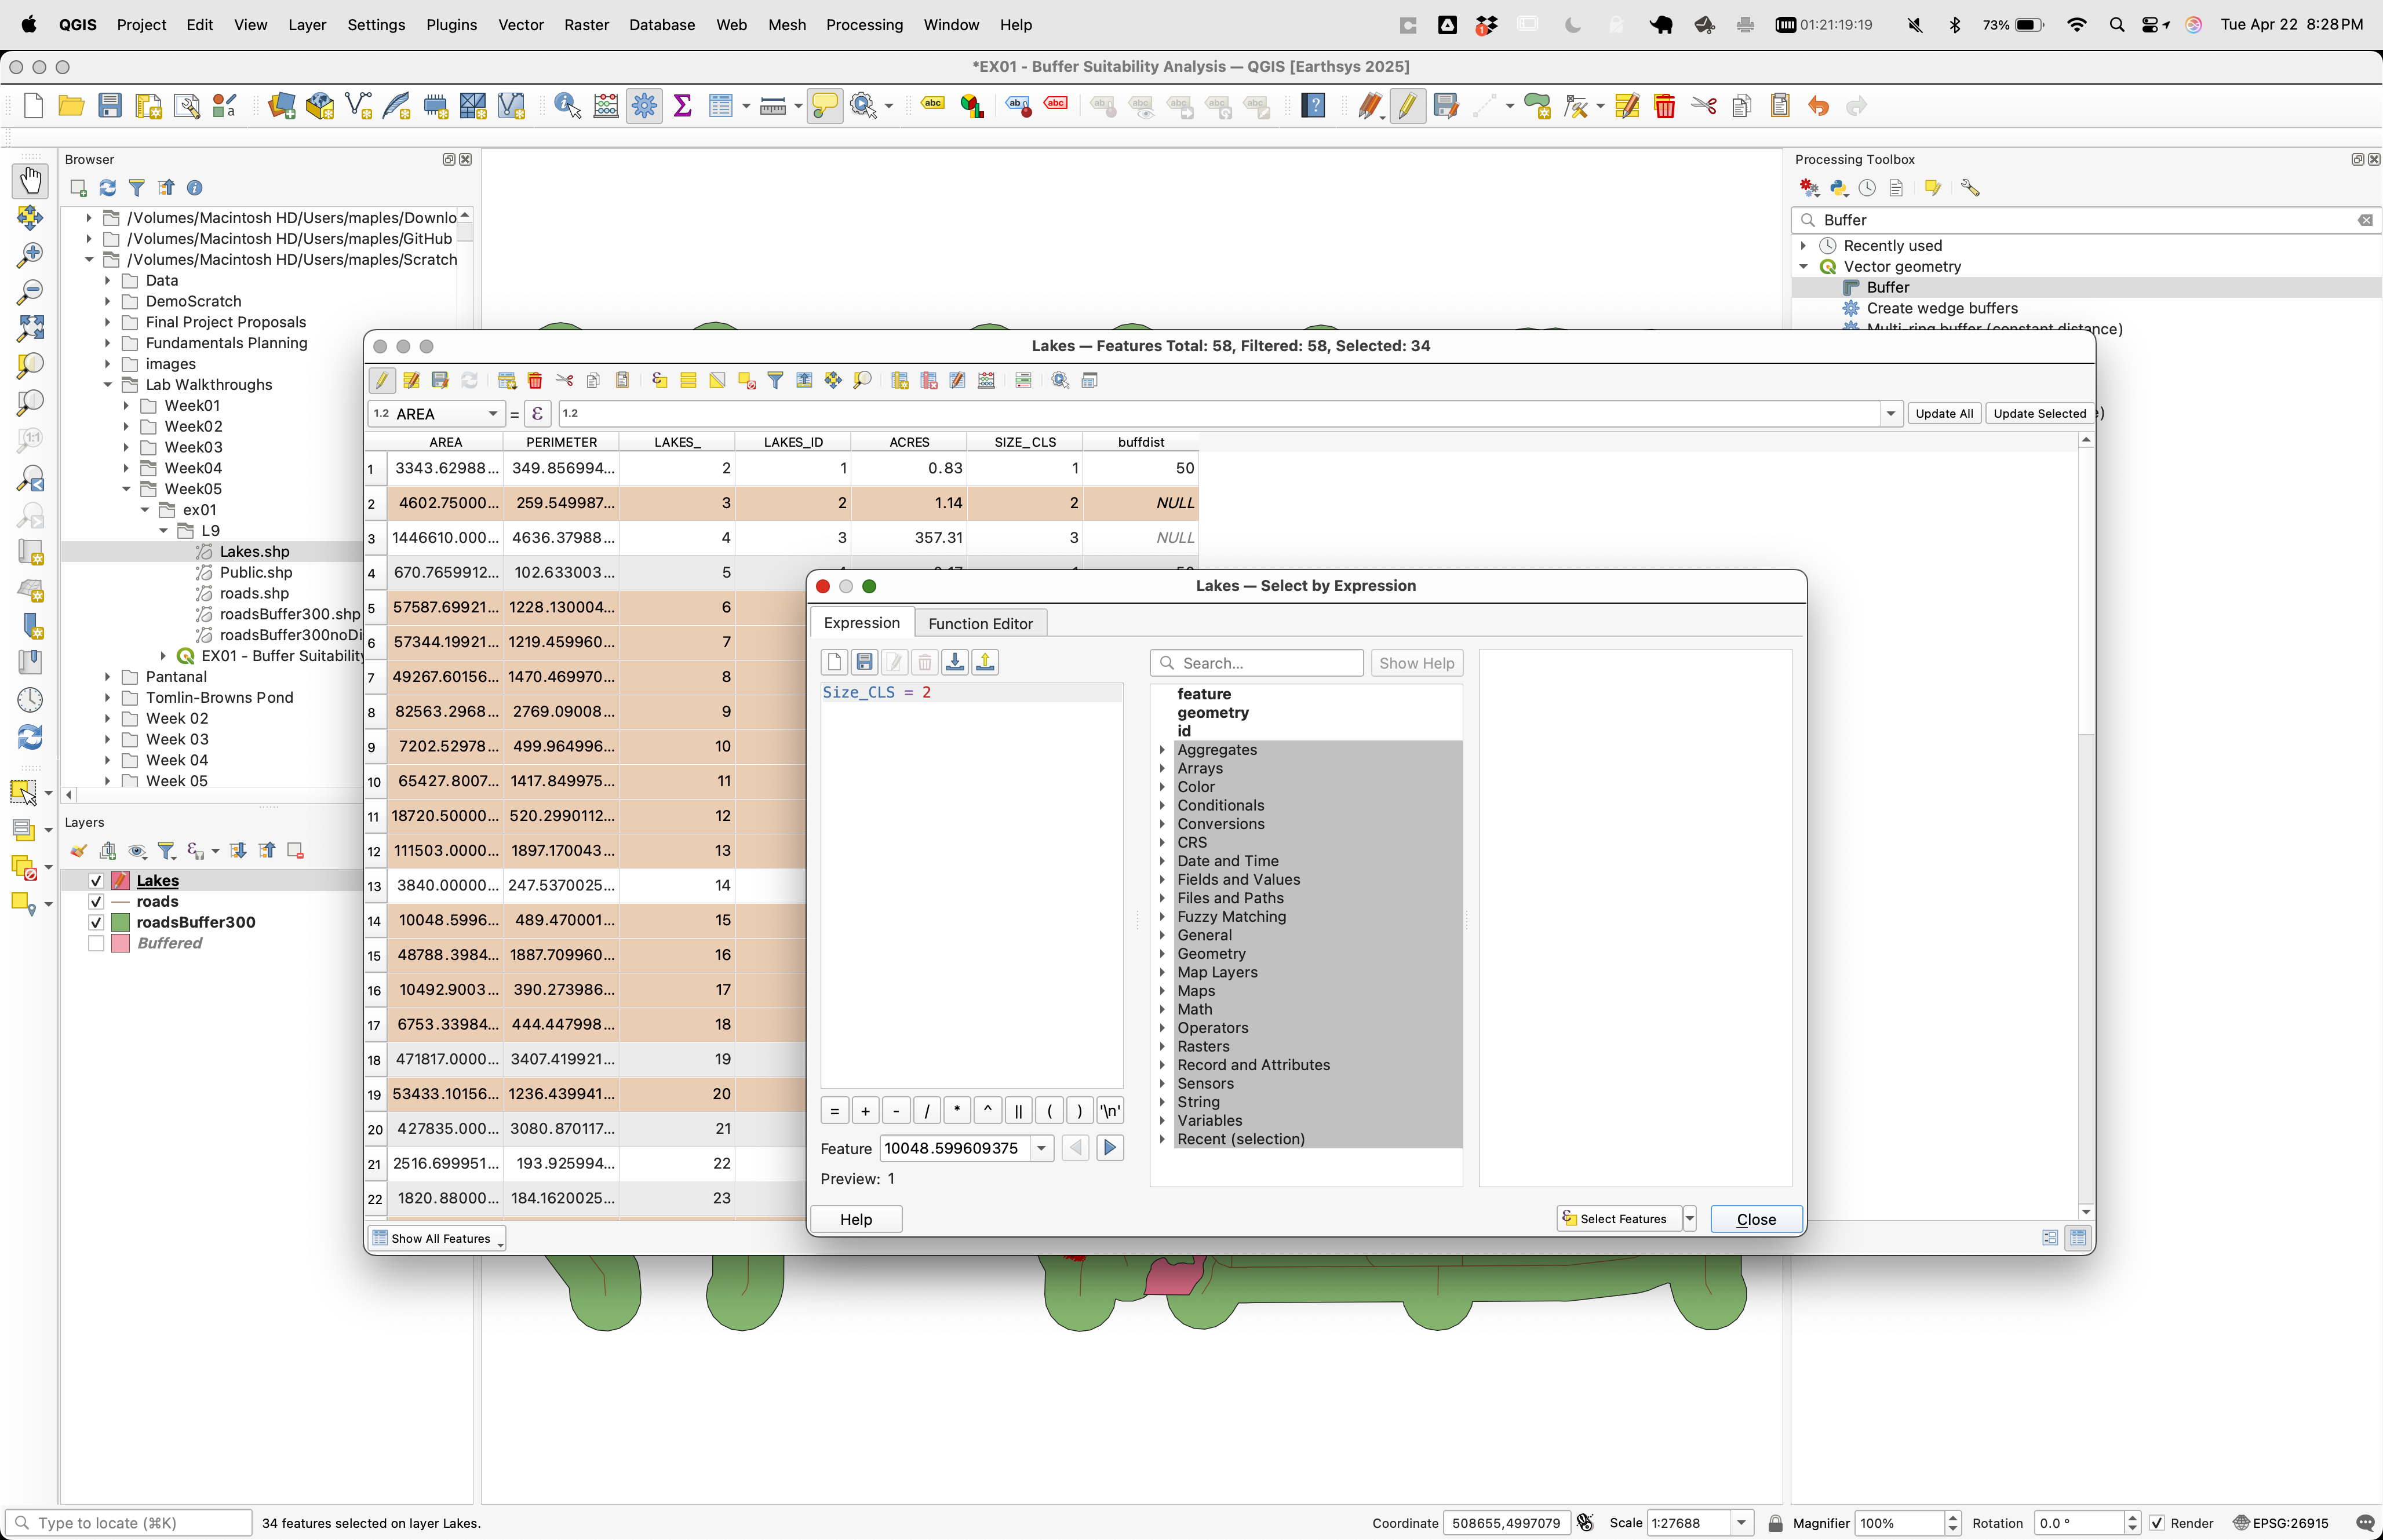 QGIS Project Edit View Layer Settings Plugins Vector Raster Database Web Mesh Processing Window Help
01:21:19:19 73% Tue Apr 22 8:28 PM
*EX01 - Buffer Suitability Analysis — QGIS [Earthsys 2025]
Browser
/Volumes/Macintosh HD/Users/maples/Downlo
/Volumes/Macintosh HD/Users/maples/GitHub
/Volumes/Macintosh HD/Users/maples/Scratch
Data
DemoScratch
Final Project Proposals
Fundamentals Planning
images
Lab Walkthroughs
Week01
Week02
Week03
Week04
Week05
ex01
L9
Lakes.shp
Public.shp
roads.shp
roadsBuffer300.shp
roadsBuffer300noDi
EX01 - Buffer Suitability
Pantanal
Tomlin-Browns Pond
Week 02
Week 03
Week 04
Week 05
Layers
Lakes
roads
roadsBuffer300
Buffered
Processing Toolbox
Buffer
Recently used
Vector geometry
Buffer
Create wedge buffers
Multi-ring buffer (constant distance)
Lakes — Features Total: 58, Filtered: 58, Selected: 34
1.2 AREA = ε 1.2 Update All Update Selected
AREA PERIMETER LAKES_ LAKES_ID ACRES SIZE_CLS buffdist
1 3343.62988... 349.856994... 2 1 0.83 1 50
2 4602.75000... 259.549987... 3 2 1.14 2 NULL
3 1446610.000... 4636.37988... 4 3 357.31 3 NULL
4 670.7659912... 102.633003... 5
5 57587.69921... 1228.130004... 6
6 57344.19921... 1219.459960... 7
7 49267.60156... 1470.469970... 8
8 82563.2968... 2769.09008... 9
9 7202.52978... 499.964996... 10
10 65427.8007... 1417.849975... 11
11 18720.50000... 520.2990112... 12
12 111503.0000... 1897.170043... 13
13 3840.00000... 247.5370025... 14
14 10048.5996... 489.470001... 15
15 48788.3984... 1887.709960... 16
16 10492.9003... 390.273986... 17
17 6753.33984... 444.447998... 18
18 471817.0000... 3407.419921... 19
19 53433.10156... 1236.439941... 20
20 427835.000... 3080.870117... 21
21 2516.699951... 193.925994... 22
22 1820.88000... 184.1620025... 23
Show All Features
Lakes — Select by Expression
Expression Function Editor
Search... Show Help
Size_CLS = 2
feature
geometry
id
Aggregates
Arrays
Color
Conditionals
Conversions
CRS
Date and Time
Fields and Values
Files and Paths
Fuzzy Matching
General
Geometry
Map Layers
Maps
Math
Operators
Rasters
Record and Attributes
Sensors
String
Variables
Recent (selection)
= + - / * ^ || ( ) '\n'
Feature 10048.599609375
Preview: 1
Help Select Features Close
Type to locate (⌘K) 34 features selected on layer Lakes. Coordinate 508655,4997079 Scale 1:27688 Magnifier 100% Rotation 0.0 ° Render EPSG:26915